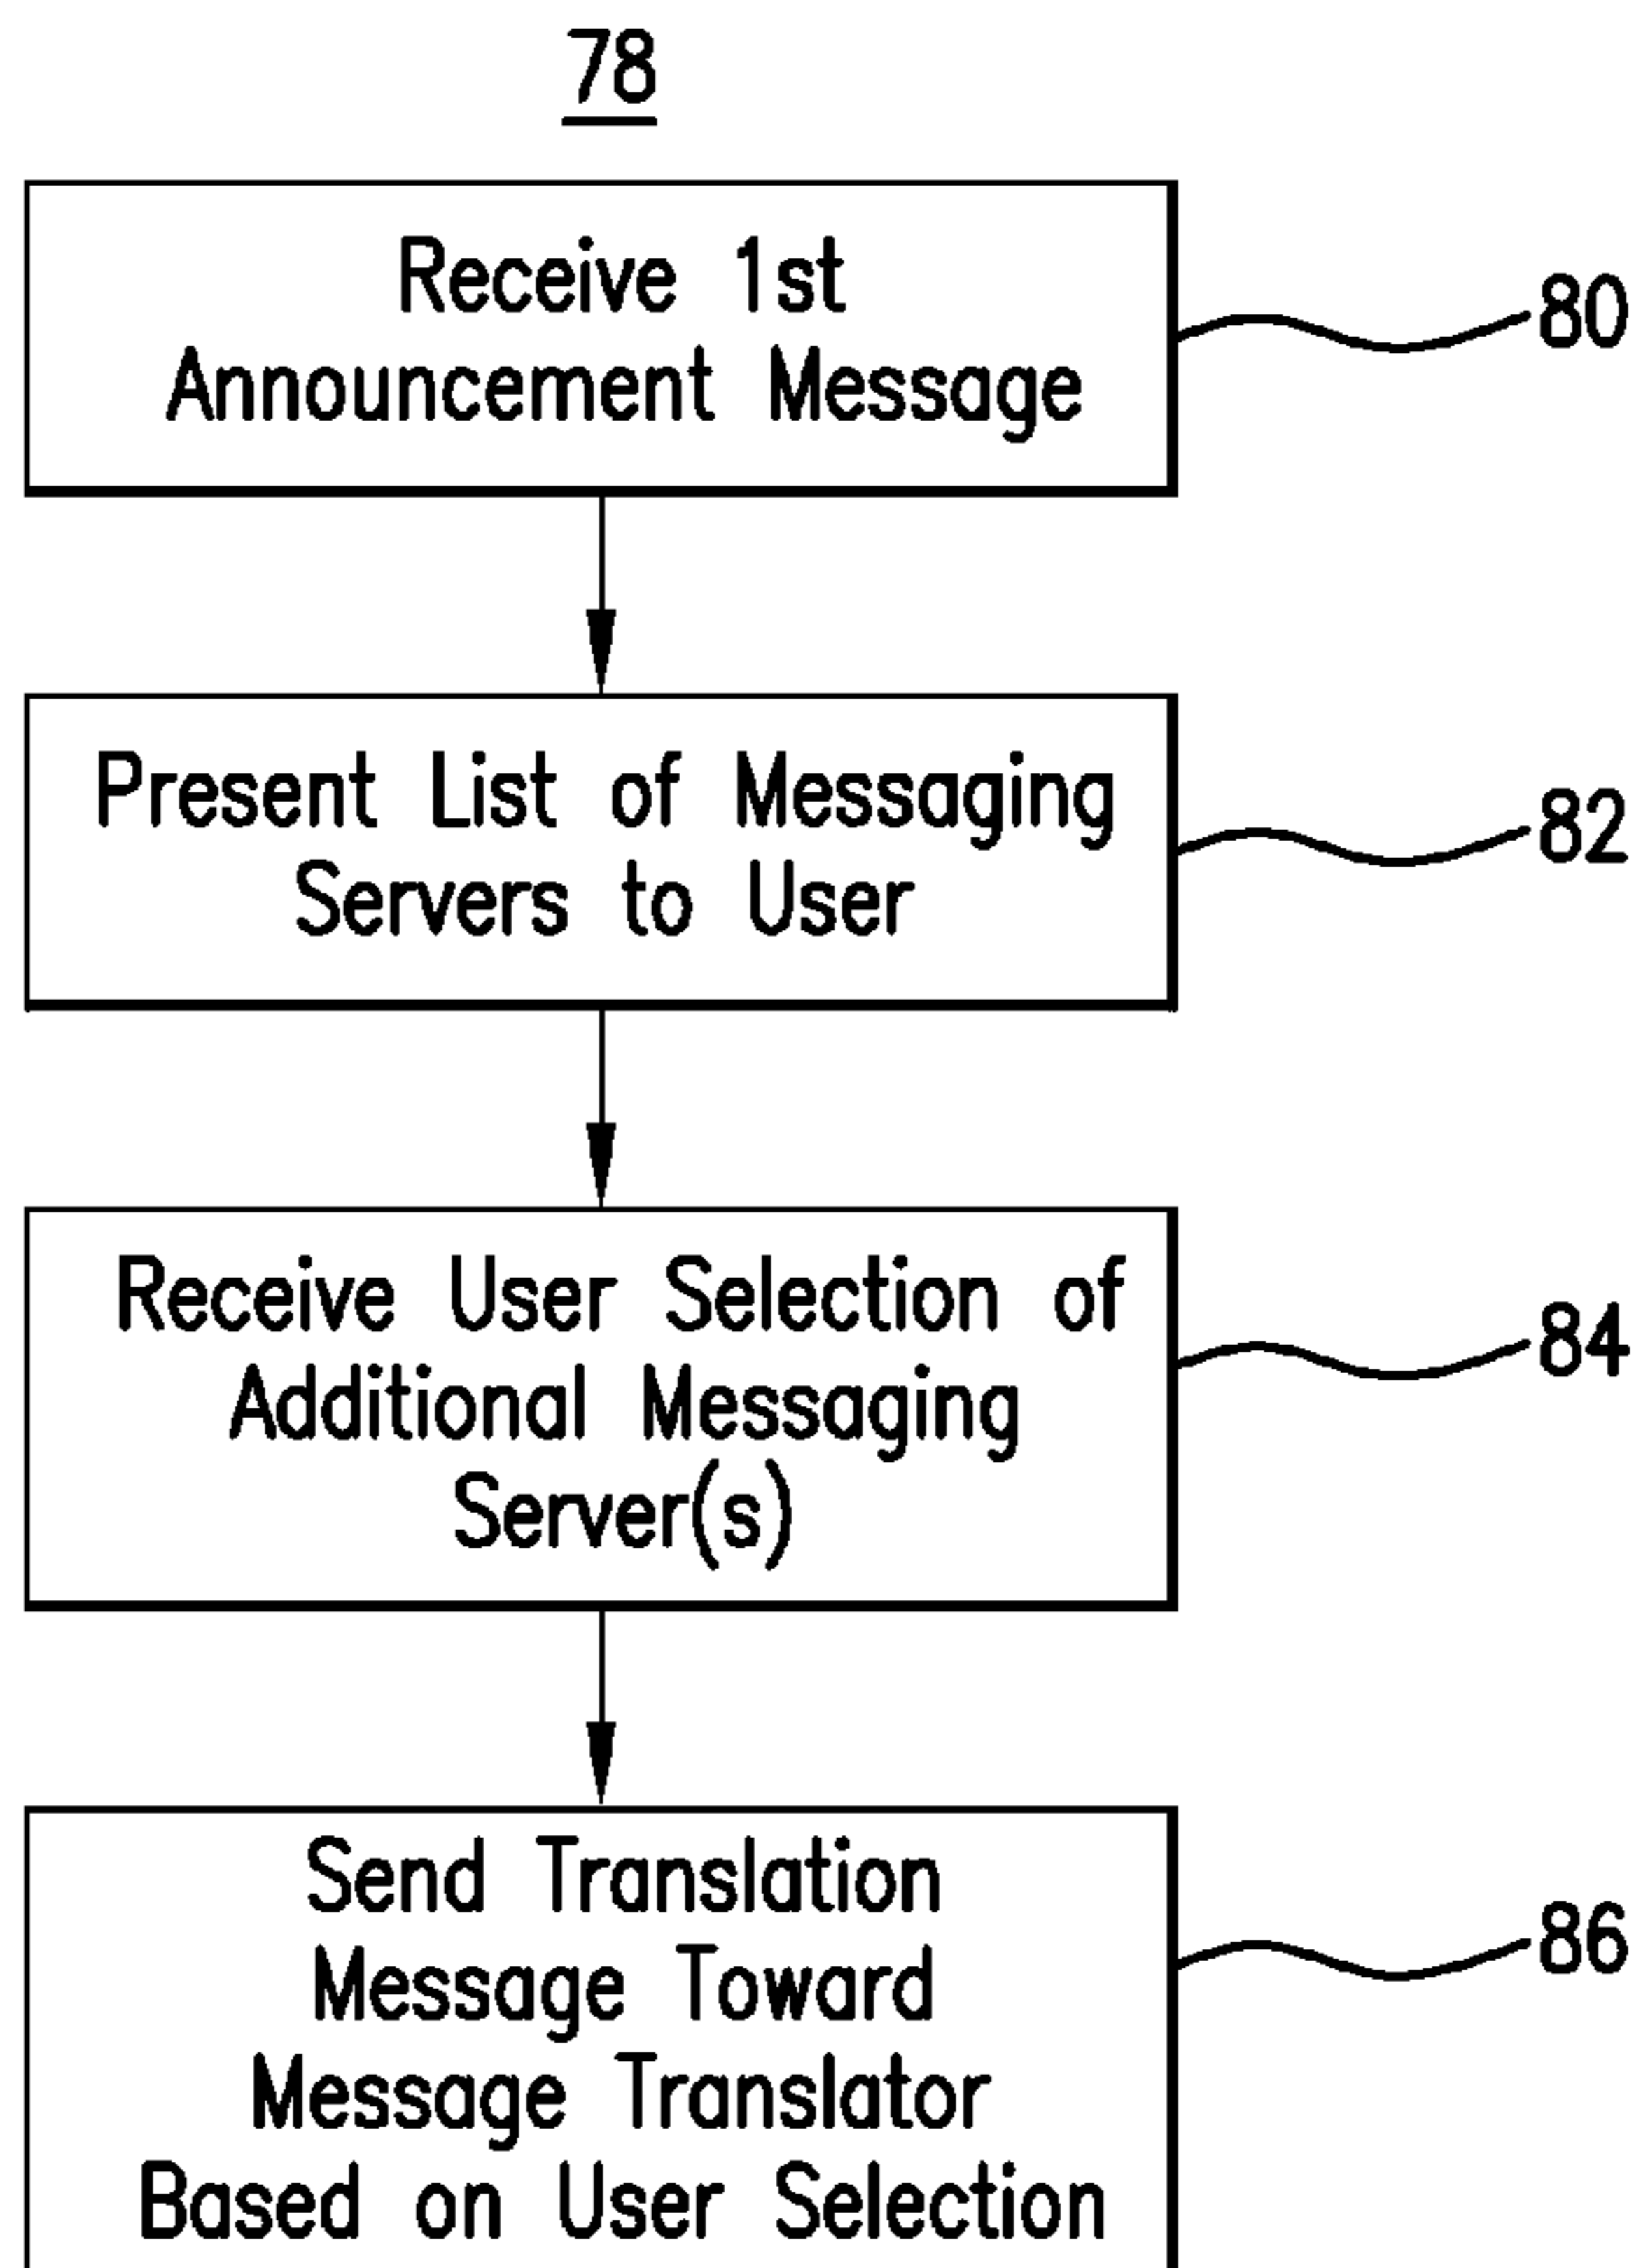 78
Receive 1st
Announcement Message
80
Present List of Messaging
Servers to User
82
Receive User Selection of
Additional Messaging
Server(s)
84
Send Translation
Message Toward
Message Translator
Based on User Selection
86